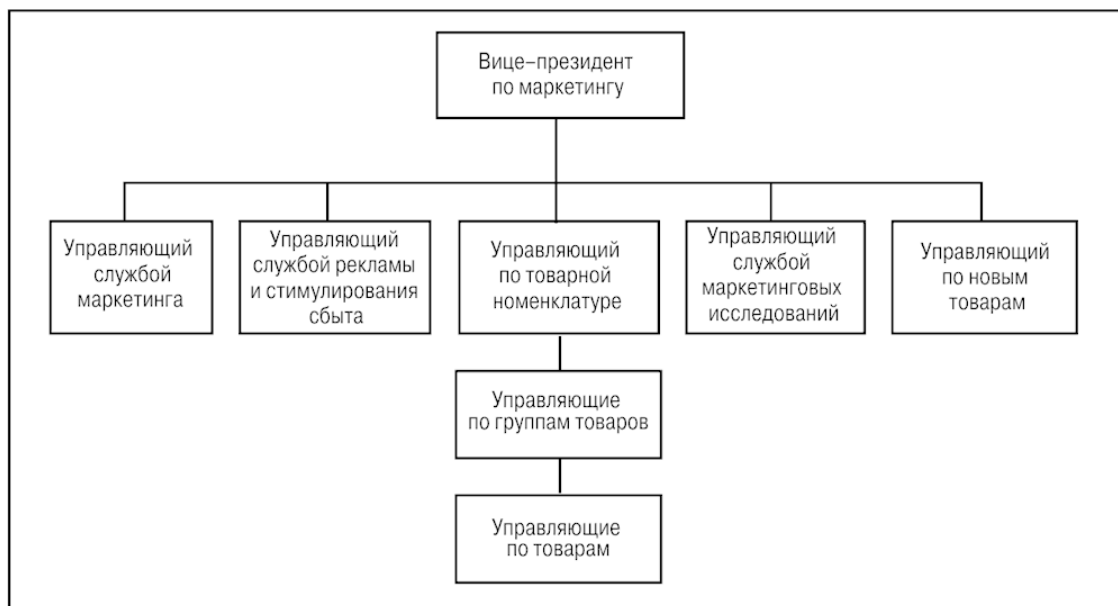 Вице–президент
по маркетингу
Управляющий
службой
маркетинга
Управляющий
службой рекламы
и стимулирования
сбыта
Управляющий
по товарной
номенклатуре
Управляющий
службой
маркетинговых
исследований
Управляющий
по новым
товарам
Управляющие
по группам товаров
Управляющие
по товарам